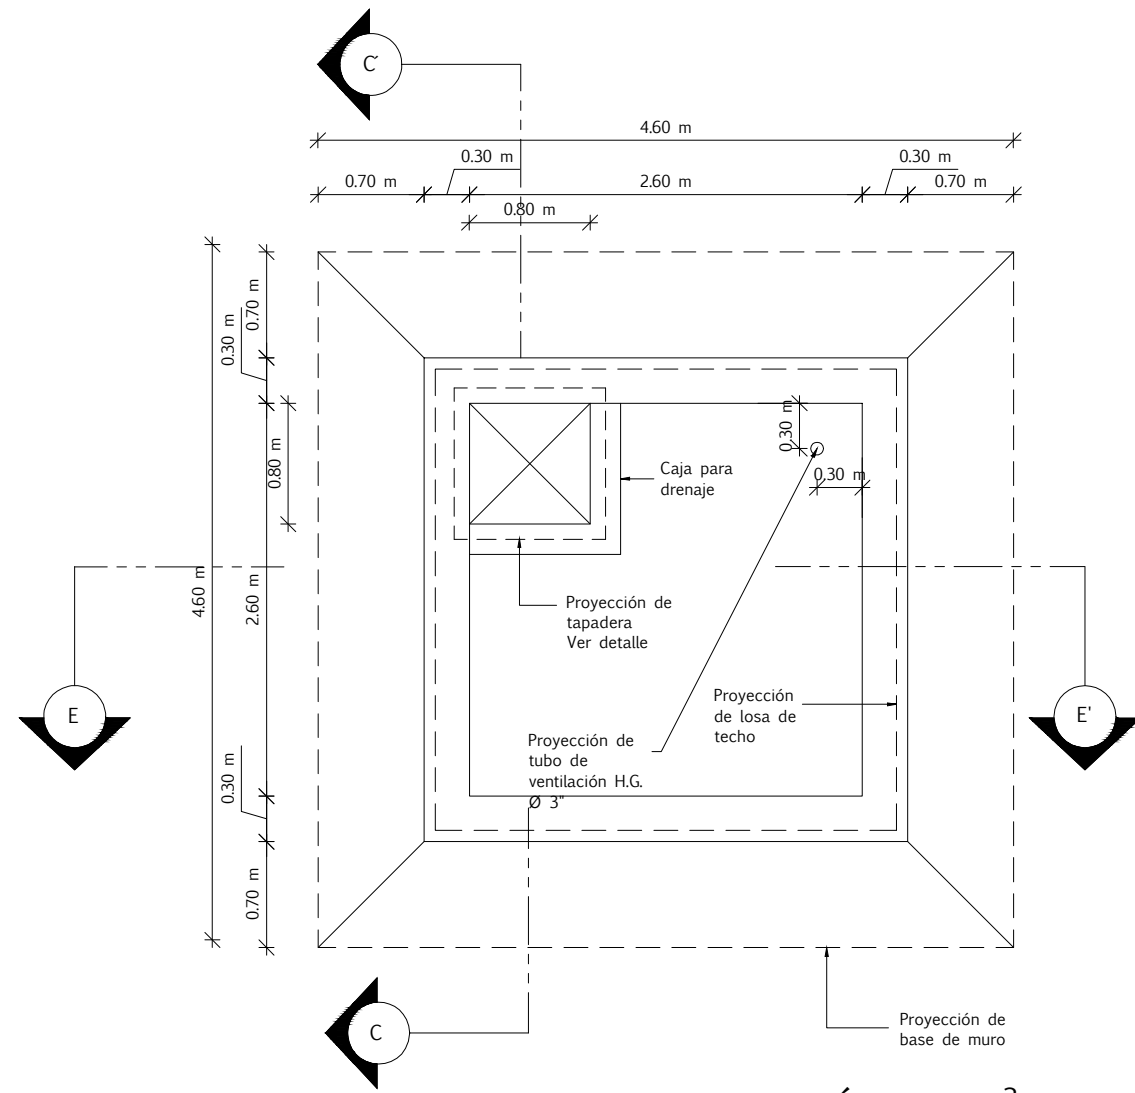 C´
4.60 m
0.30 m
0.30 m
0.70 m
2.60 m
0.70 m
0.80 m
0.70 m
0.30 m
0.30 m
0.80 m
Caja para
drenaje
0.30 m
4.60 m
2.60 m
Proyección de
tapadera
Ver detalle
E
E'
Proyección
de losa de
techo
Proyección de
tubo de
ventilación H.G.
Ø 3"
0.30 m
0.70 m
C
Proyección de
base de muro